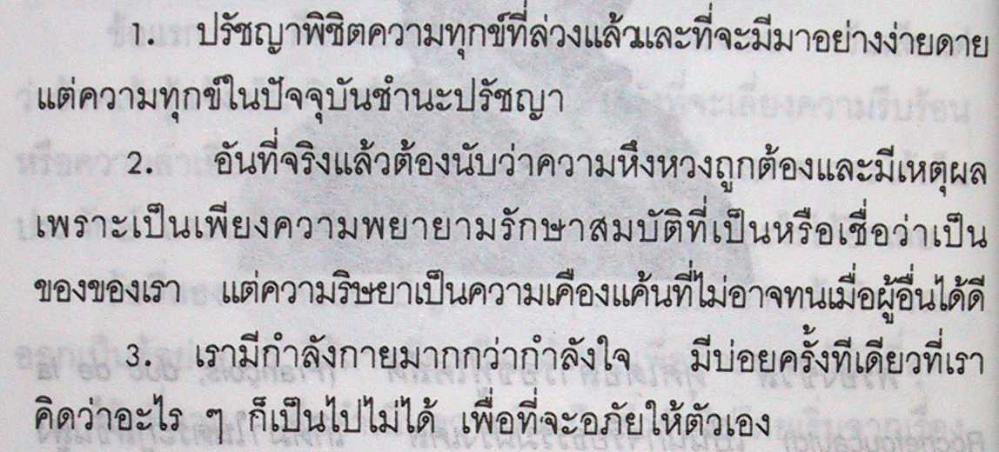 1. ปรัชญาพิชิตความทุกข์ที่ล่วงแล้วและที่จะมีมาอย่างง่ายดาย
แต่ความทุกข์ในปัจจุบันชำนะปรัชญา
2. อันที่จริงแล้วต้องนับว่าความหึงหวงถูกต้องและมีเหตุผล
เพราะเป็นเพียงความพยายามรักษาสมบัติที่เป็นหรือเชื่อว่าเป็น
ของของเรา แต่ความริษยาเป็นความเคืองแค้นที่ไม่อาจทนเมื่อผู้อื่นได้ดี
3. เรามีกำลังกายมากกว่ากำลังใจ มีบ่อยครั้งทีเดียวที่เรา
คิดว่าอะไร ๆ ก็เป็นไปไม่ได้ เพื่อที่จะอภัยให้ตัวเอง